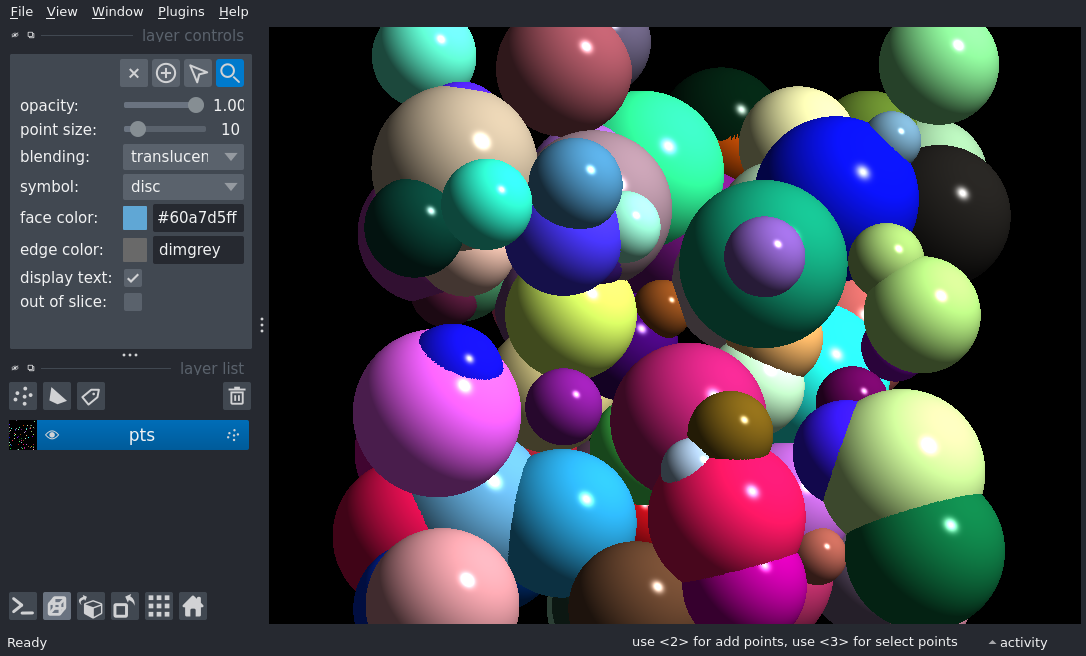 File View Window Plugins Help
layer controls
opacity: 1.00
point size: 10
blending: translucen
symbol: disc
face color: #60a7d5ff
edge color: dimgrey
display text:
out of slice:
layer list
pts
Ready
use <2> for add points, use <3> for select points
activity